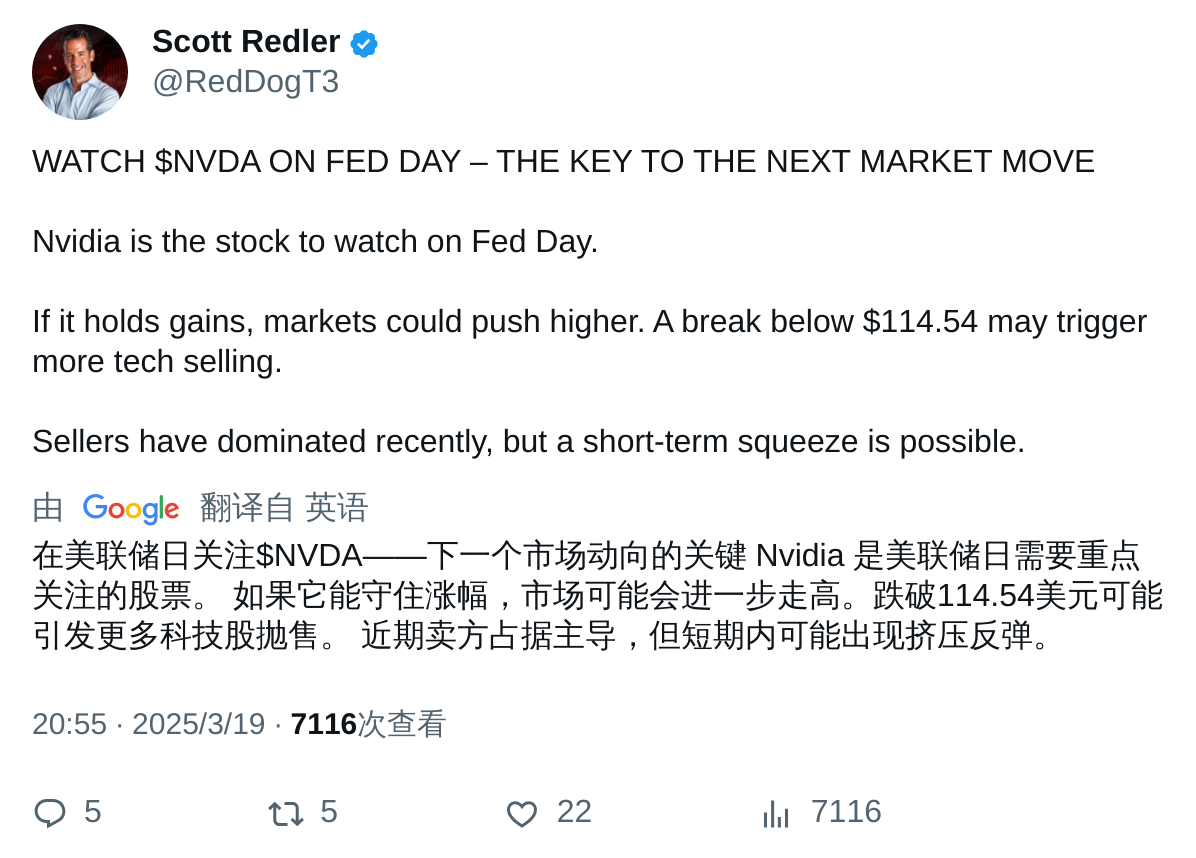 Scott Redler
@RedDogT3
WATCH $NVDA ON FED DAY – THE KEY TO THE NEXT MARKET MOVE
Nvidia is the stock to watch on Fed Day.
If it holds gains, markets could push higher. A break below $114.54 may trigger
more tech selling.
Sellers have dominated recently, but a short-term squeeze is possible.
由 Google 翻译自 英语
在美联储日关注$NVDA——下一个市场动向的关键 Nvidia 是美联储日需要重点
关注的股票。 如果它能守住涨幅，市场可能会进一步走高。跌破114.54美元可能
引发更多科技股抛售。 近期卖方占据主导，但短期内可能出现挤压反弹。
20:55 · 2025/3/19 · 7116次查看
5 5 22 7116